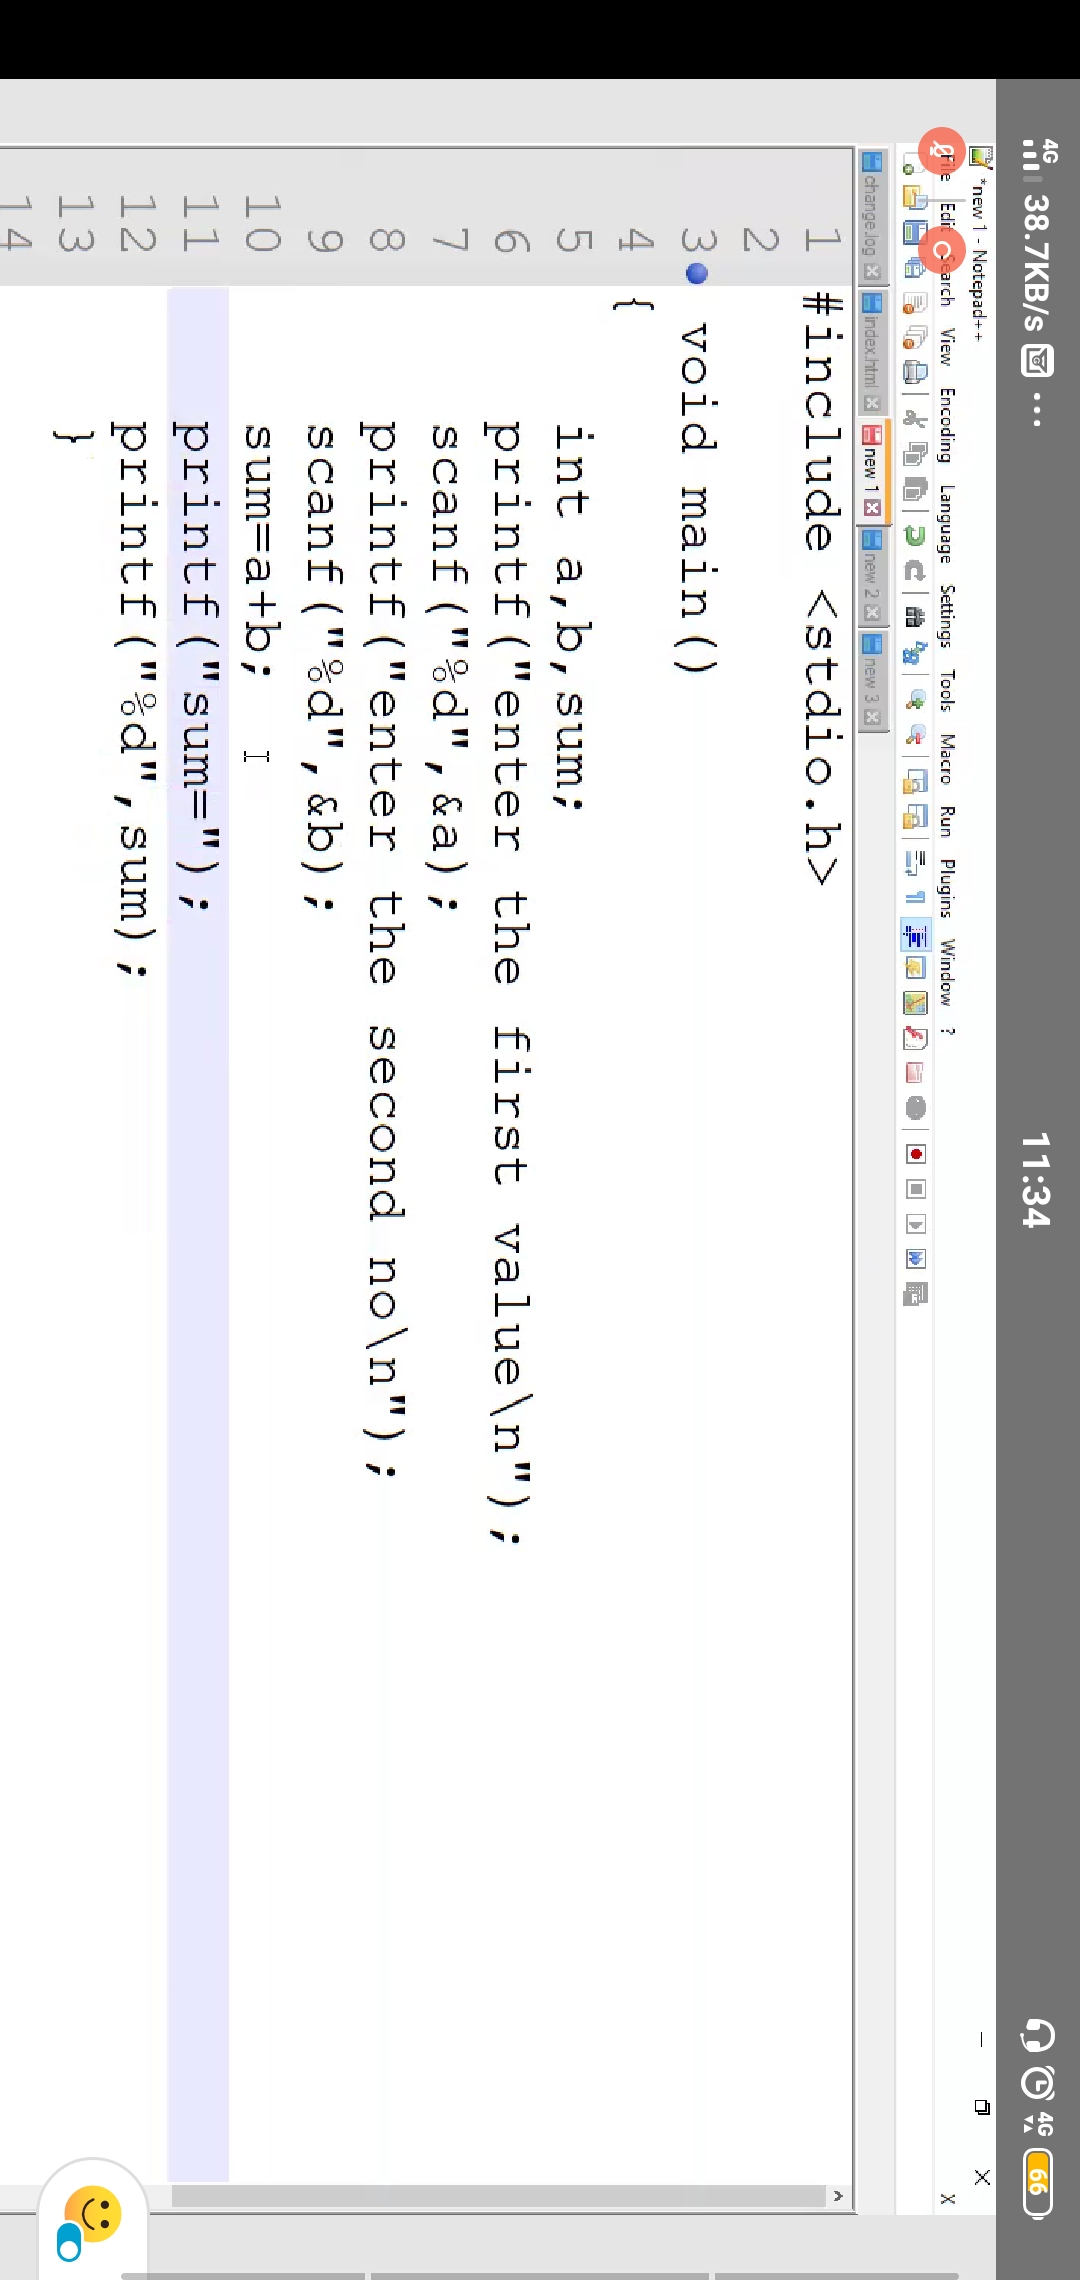 4G 38.7KB/s ... 11:34 4G 66
*new 1 - Notepad++
File Edit Search View Encoding Language Settings Tools Macro Run Plugins Window ? X
change.log index.html new 1 new 2 new 3
1 #include <stdio.h>
2
3 void main()
4 {
5 int a,b,sum;
6 printf("enter the first value\n");
7 scanf("%d",&a);
8 printf("enter the second no\n");
9 scanf("%d",&b);
10 sum=a+b;
11 printf("sum=");
12 printf("%d",sum);
13 }
14